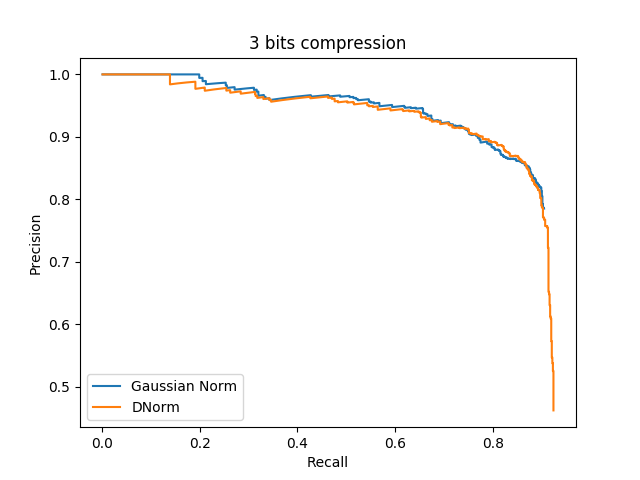 3 bits compression
1.0
0.9
0.8
0.7
0.6
0.5
Precision
Gaussian Norm
DNorm
0.0 0.2 0.4 0.6 0.8
Recall